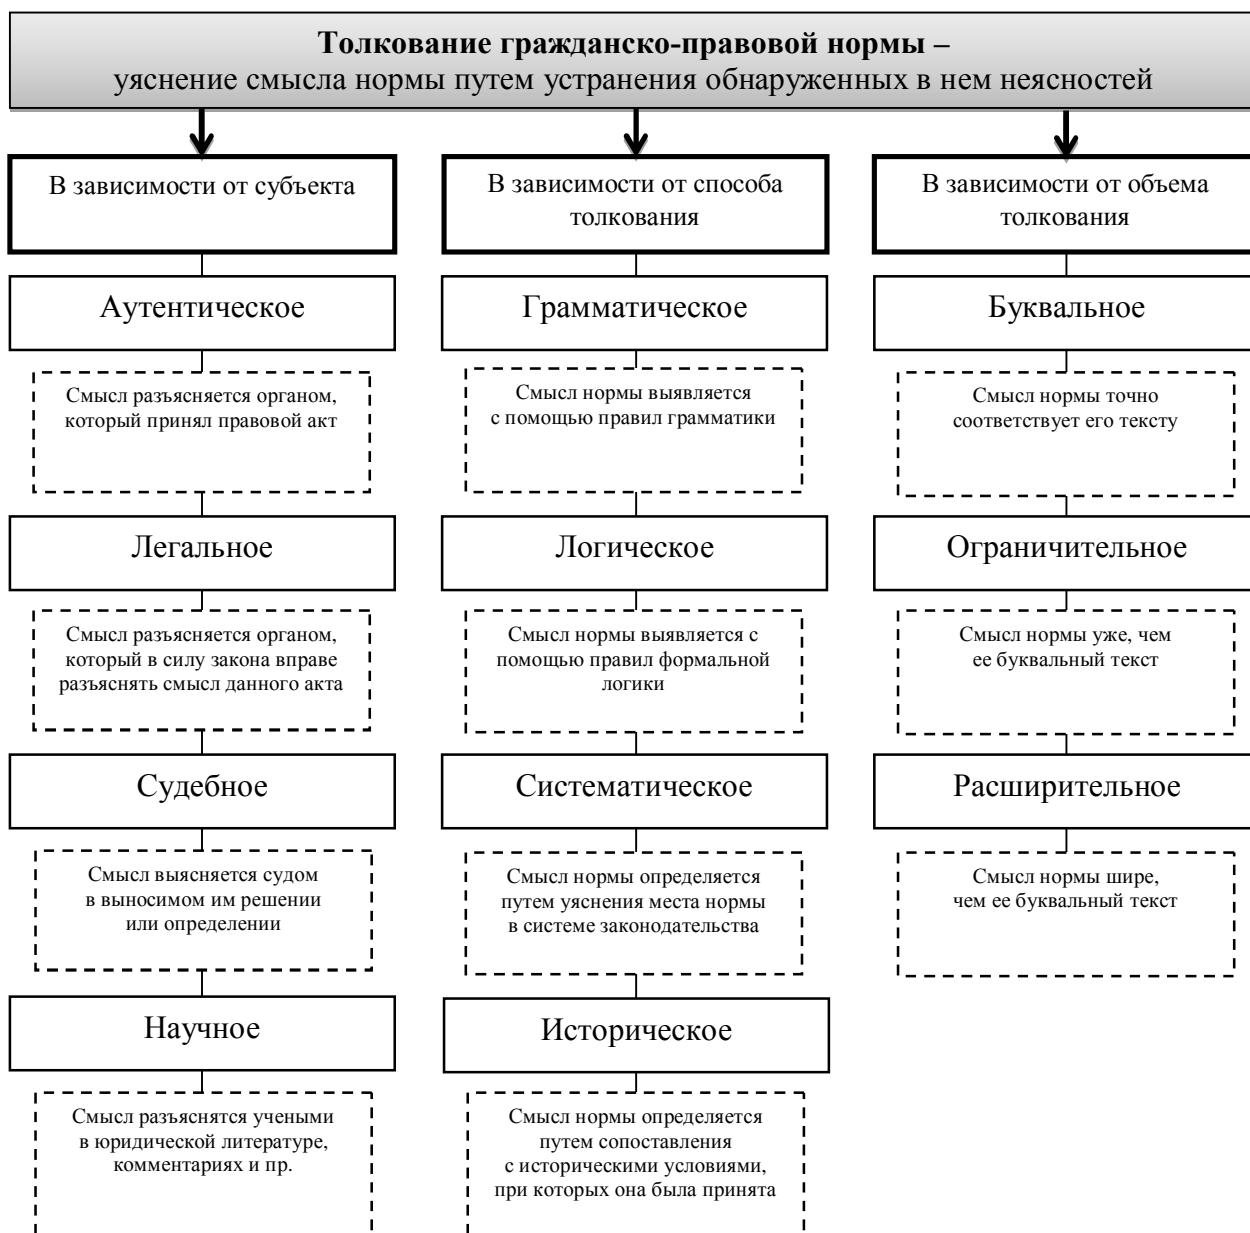 Толкование гражданско-правовой нормы –
уяснение смысла нормы путем устранения обнаруженных в нем неясностей
В зависимости от субъекта
Аутентическое
Смысл разъясняется органом,
который принял правовой акт
Легальное
Смысл разъясняется органом,
который в силу закона вправе
разъяснять смысл данного акта
Судебное
Смысл выясняется судом
в выносимом им решении
или определении
Научное
Смысл разъяснятся учеными
в юридической литературе,
комментариях и пр.
В зависимости от способа
толкования
Грамматическое
Смысл нормы выявляется
с помощью правил грамматики
Логическое
Смысл нормы выявляется с
помощью правил формальной
логики
Систематическое
Смысл нормы определяется
путем уяснения места нормы
в системе законодательства
Историческое
Смысл нормы определяется
путем сопоставления
с историческими условиями,
при которых она была принята
В зависимости от объема
толкования
Буквальное
Смысл нормы точно
соответствует его тексту
Ограничительное
Смысл нормы уже, чем
ее буквальный текст
Расширительное
Смысл нормы шире,
чем ее буквальный текст